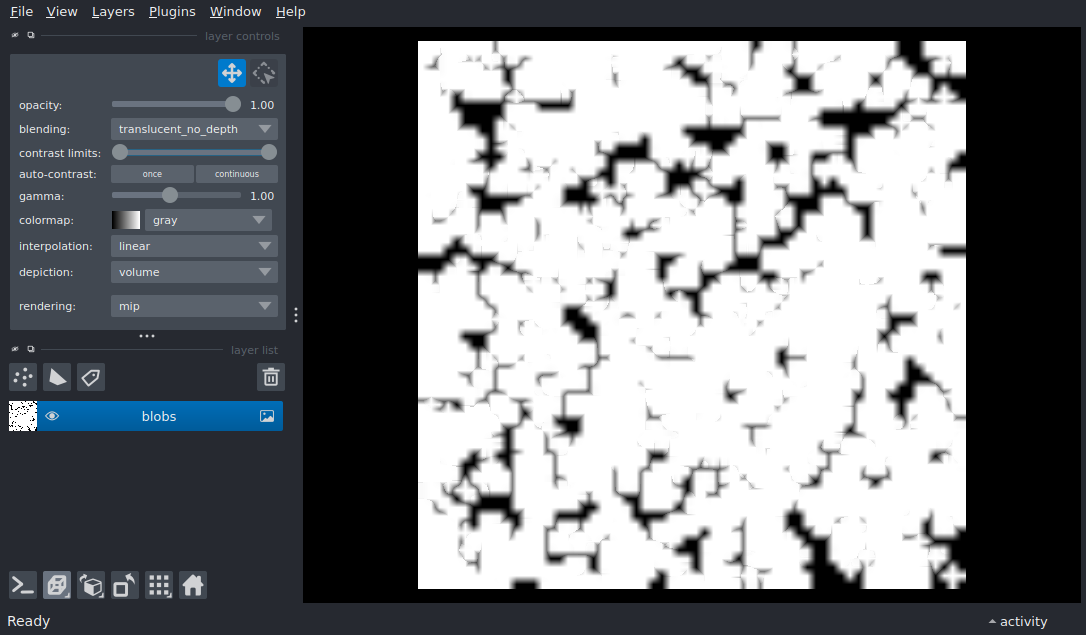 File View Layers Plugins Window Help
layer controls
opacity: 1.00
blending: translucent_no_depth
contrast limits:
auto-contrast: once continuous
gamma: 1.00
colormap: gray
interpolation: linear
depiction: volume
rendering: mip
layer list
blobs
Ready activity